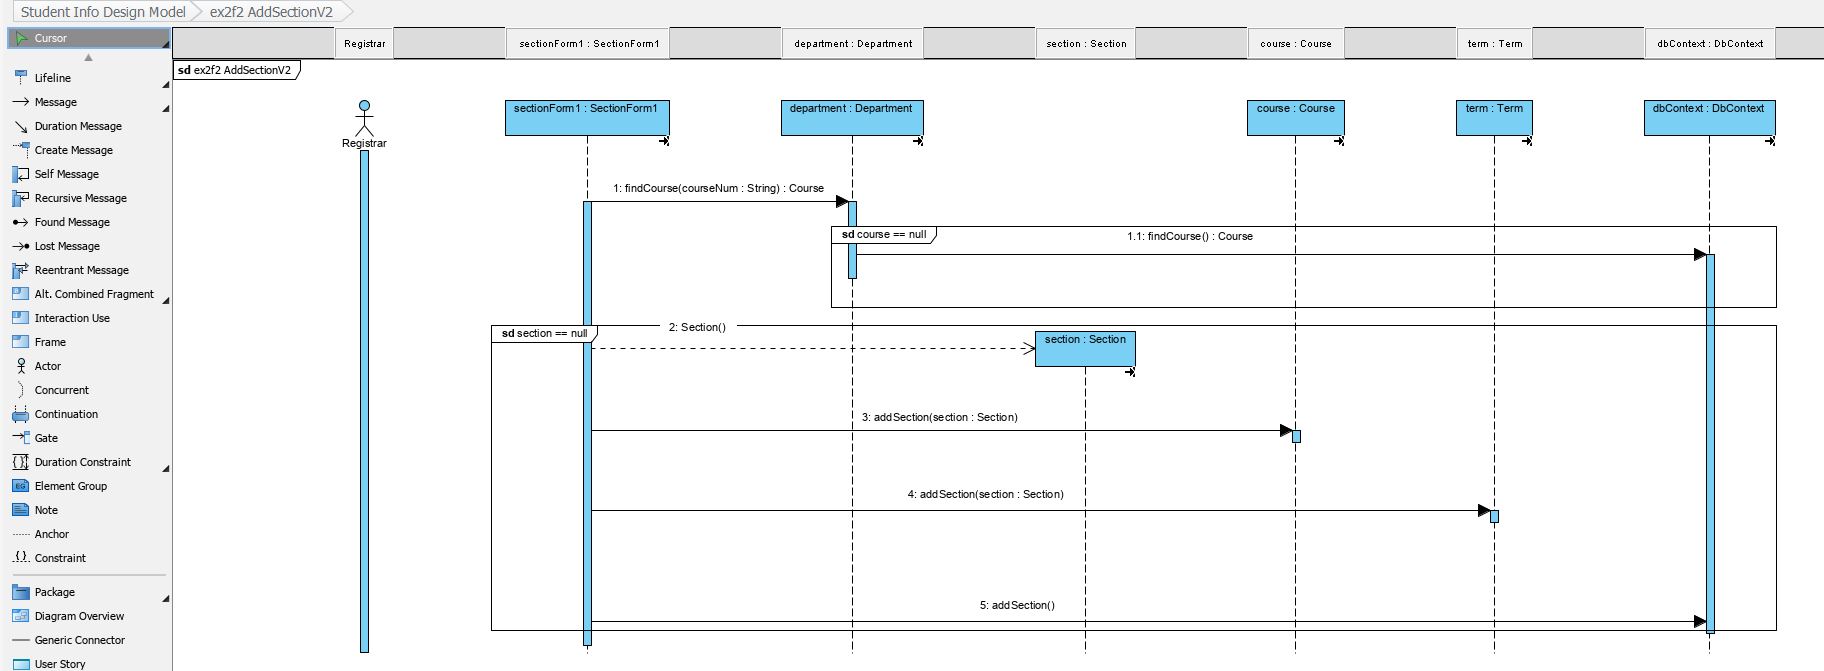 Student Info Design Model
ex2f2 AddSectionV2
Cursor
Lifeline
Message
Duration Message
Create Message
Self Message
Recursive Message
Found Message
Lost Message
Reentrant Message
Alt. Combined Fragment
Interaction Use
Frame
Actor
Concurrent
Continuation
Gate
Duration Constraint
EG Element Group
Note
Anchor
Constraint
Package
Diagram Overview
Generic Connector
User Story
Registrar
sectionForm1 : SectionForm1
department : Department
section : Section
course : Course
term : Term
dbContext : DbContext
sd ex2f2 AddSectionV2
Registrar
sectionForm1 : SectionForm1
department : Department
course : Course
term : Term
dbContext : DbContext
1: findCourse(courseNum : String) : Course
sd course == null
1.1: findCourse() : Course
sd section == null
2: Section()
section : Section
3: addSection(section : Section)
4: addSection(section : Section)
5: addSection()